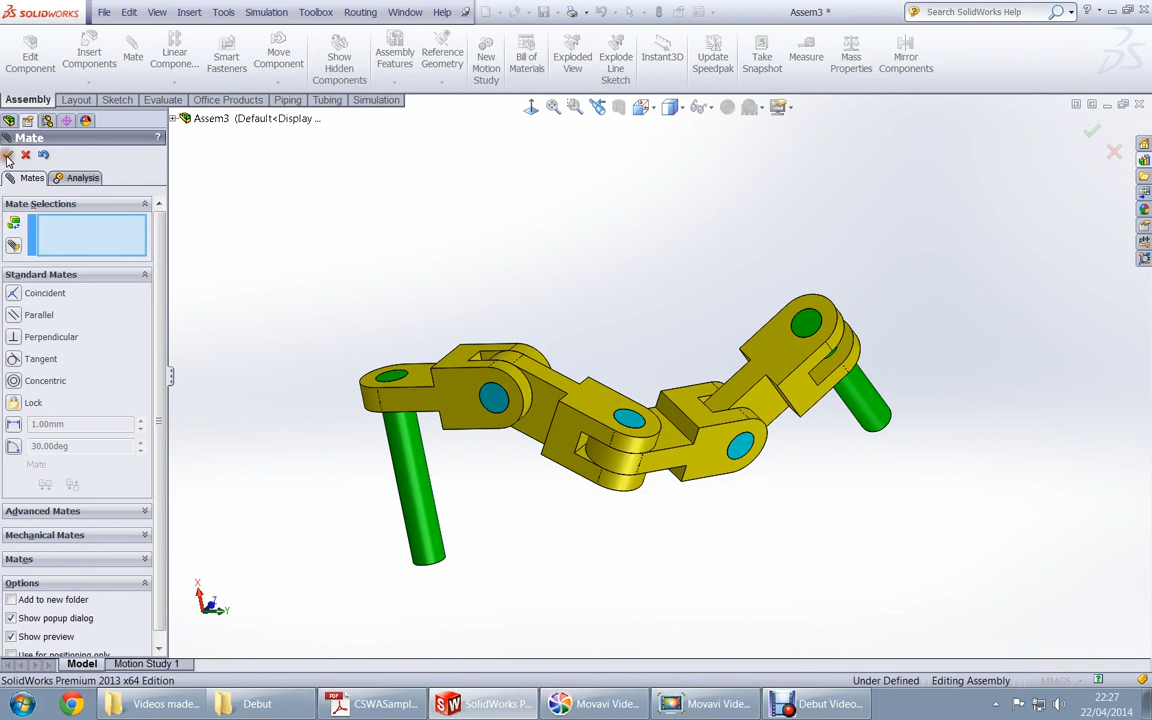 SOLIDWORKS File Edit View Insert Tools Simulation Toolbox Routing Window Help Assem3 * Search SolidWorks Help
Edit Component
Insert Components
Mate
Linear Compone...
Smart Fasteners
Move Component
Show Hidden Components
Assembly Features
Reference Geometry
New Motion Study
Bill of Materials
Exploded View
Explode Line Sketch
Instant3D
Update Speedpak
Take Snapshot
Measure
Mass Properties
Mirror Components
Assembly Layout Sketch Evaluate Office Products Piping Tubing Simulation
Assem3 (Default<Display ...
Mate ?
Mates Analysis
Mate Selections
Standard Mates
Coincident
Parallel
Perpendicular
Tangent
Concentric
Lock
1.00mm
30.00deg
Mate
Advanced Mates
Mechanical Mates
Mates
Options
Add to new folder
Show popup dialog
Show preview
Use for positioning only
X
Z
Y
Model Motion Study 1
SolidWorks Premium 2013 x64 Edition Under Defined Editing Assembly MMGS
Videos made... Debut CSWASampl... SolidWorks P... Movavi Vide... Movavi Vide... Debut Video...
22:27
22/04/2014